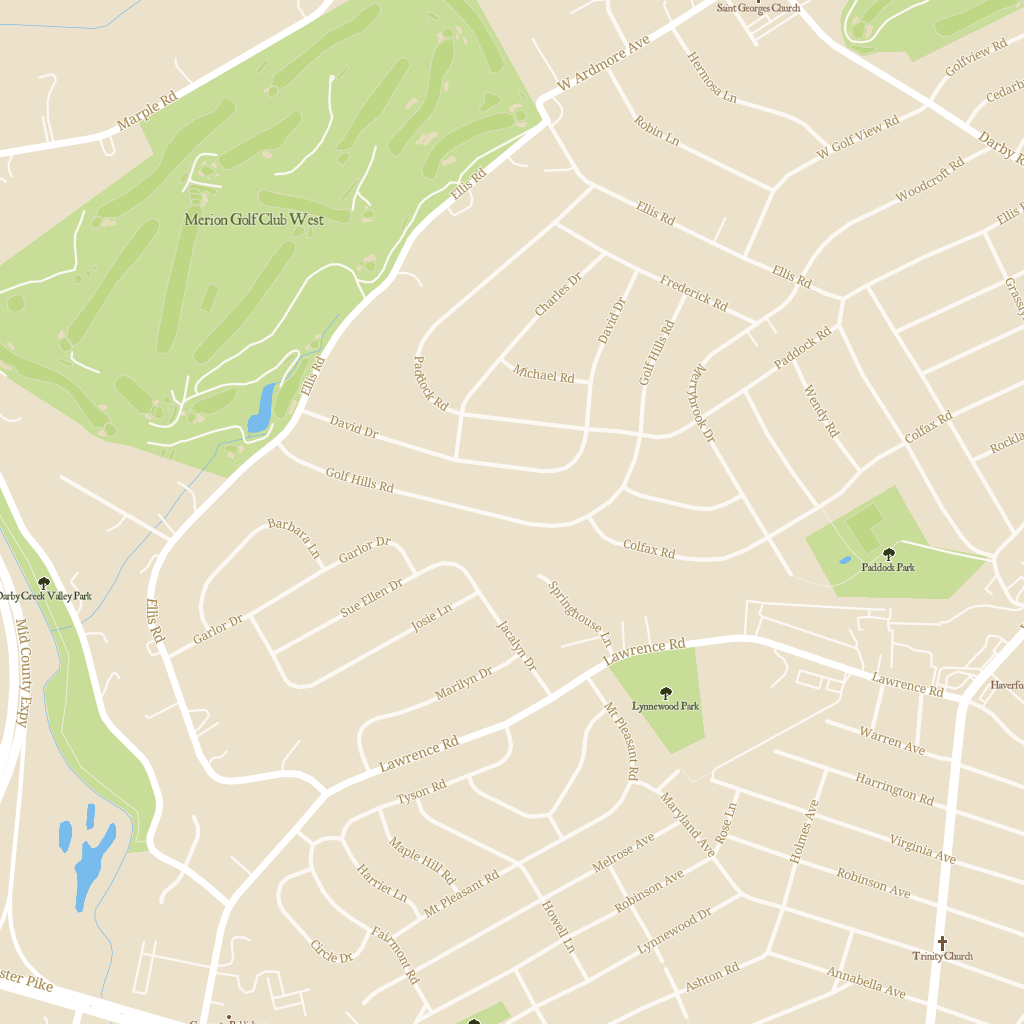 Saint Georges Church
W Ardmore Ave
Golfview Rd
Hermosa Ln
Marple Rd
Robin Ln
W Golf View Rd
Darby
Woodcroft Rd
Ellis Rd
Merion Golf Club West
Ellis Rd
Ellis
Ellis Rd
Charles Dr
Frederick Rd
David Dr
Golf Hills Rd
Paddock Rd
Michael Rd
Paddock Rd
Merrybrook Dr
Wendy Rd
Ellis Rd
David Dr
Colfax Rd
Golf Hills Rd
Barbara Ln
Garlor Dr
Colfax Rd
Paddock Park
Darby Creek Valley Park
Sue Ellen Dr
Springhouse Ln
Ellis Rd
Garlor Dr
Josie Ln
Jacalyn Dr
Lawrence Rd
Mid County Expy
Marilyn Dr
Lawrence Rd
Lynnewood Park
Mt Pleasant Rd
Lawrence Rd
Warren Ave
Tyson Rd
Harrington Rd
Maryland Ave
Rose Ln
Holmes Ave
Virginia Ave
Maple Hill Rd
Melrose Ave
Harriet Ln
Mt Pleasant Rd
Robinson Ave
Robinson Ave
Howell Ln
Lynnewood Dr
Circle Dr
Fairmont Rd
Trinity Church
Ashton Rd
Annabella Ave
Pike